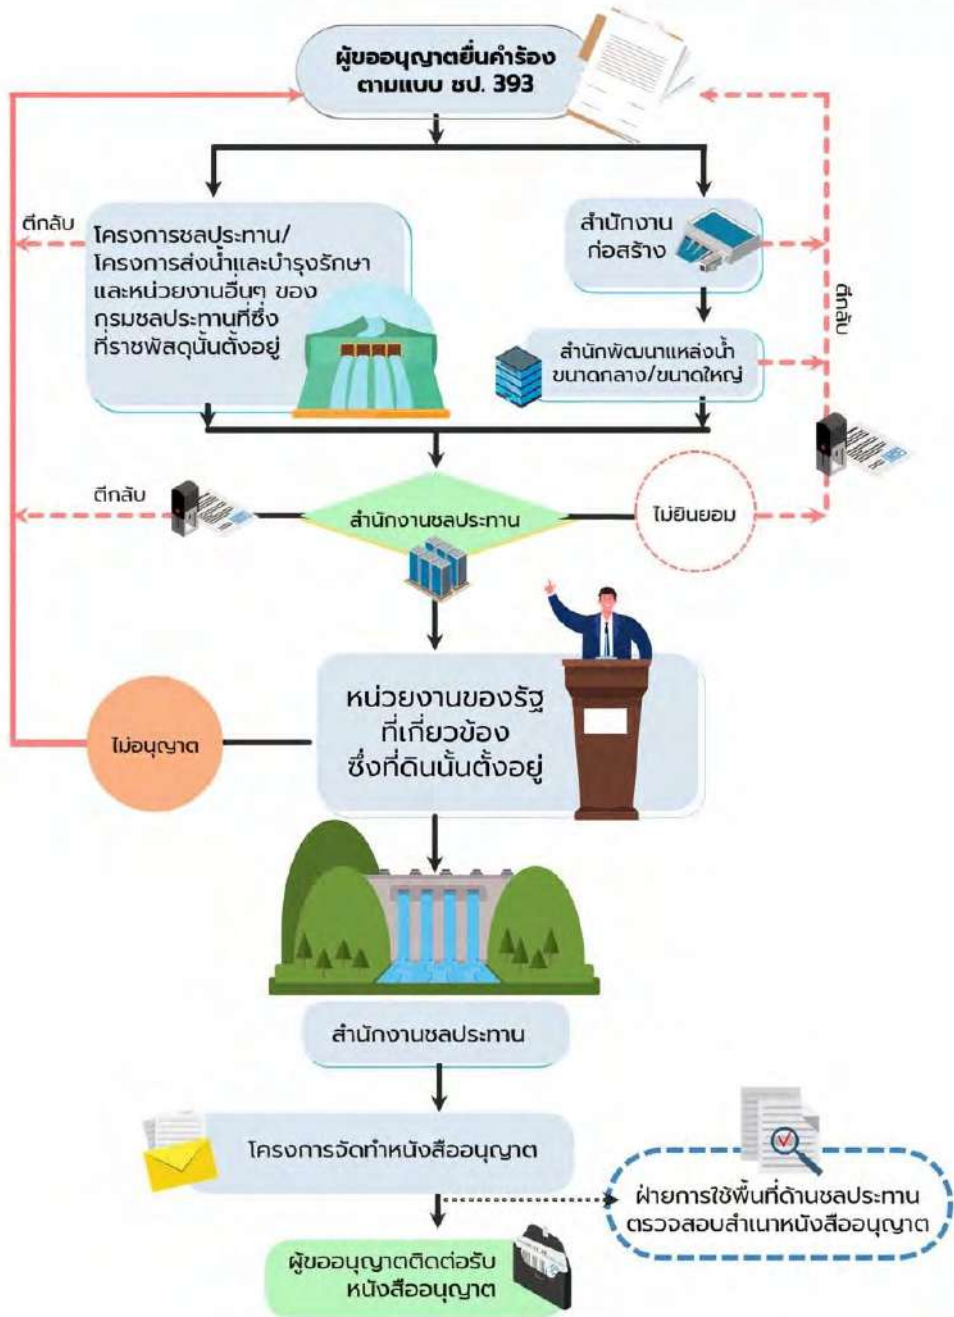 ผู้ขออนุญาตยื่นคำร้อง
ตามแบบ ชป. 393
ตีกลับ
โครงการชลประทาน/
โครงการส่งน้ำและบำรุงรักษา
และหน่วยงานอื่นๆ ของ
กรมชลประทานที่ซึ่ง
ที่ราชพัสดุนั้นตั้งอยู่
สำนักงาน
ก่อสร้าง
ตีกลับ
สำนักพัฒนาแหล่งน้ำ
ขนาดกลาง/ขนาดใหญ่
ตีกลับ
สำนักงานชลประทาน
ไม่ยินยอม
หน่วยงานของรัฐ
ที่เกี่ยวข้อง
ซึ่งที่ดินนั้นตั้งอยู่
ไม่อนุญาต
สำนักงานชลประทาน
โครงการจัดทำหนังสืออนุญาต
ฝ่ายการใช้พื้นที่ด้านชลประทาน
ตรวจสอบสำเนาหนังสืออนุญาต
ผู้ขออนุญาตติดต่อรับ
หนังสืออนุญาต